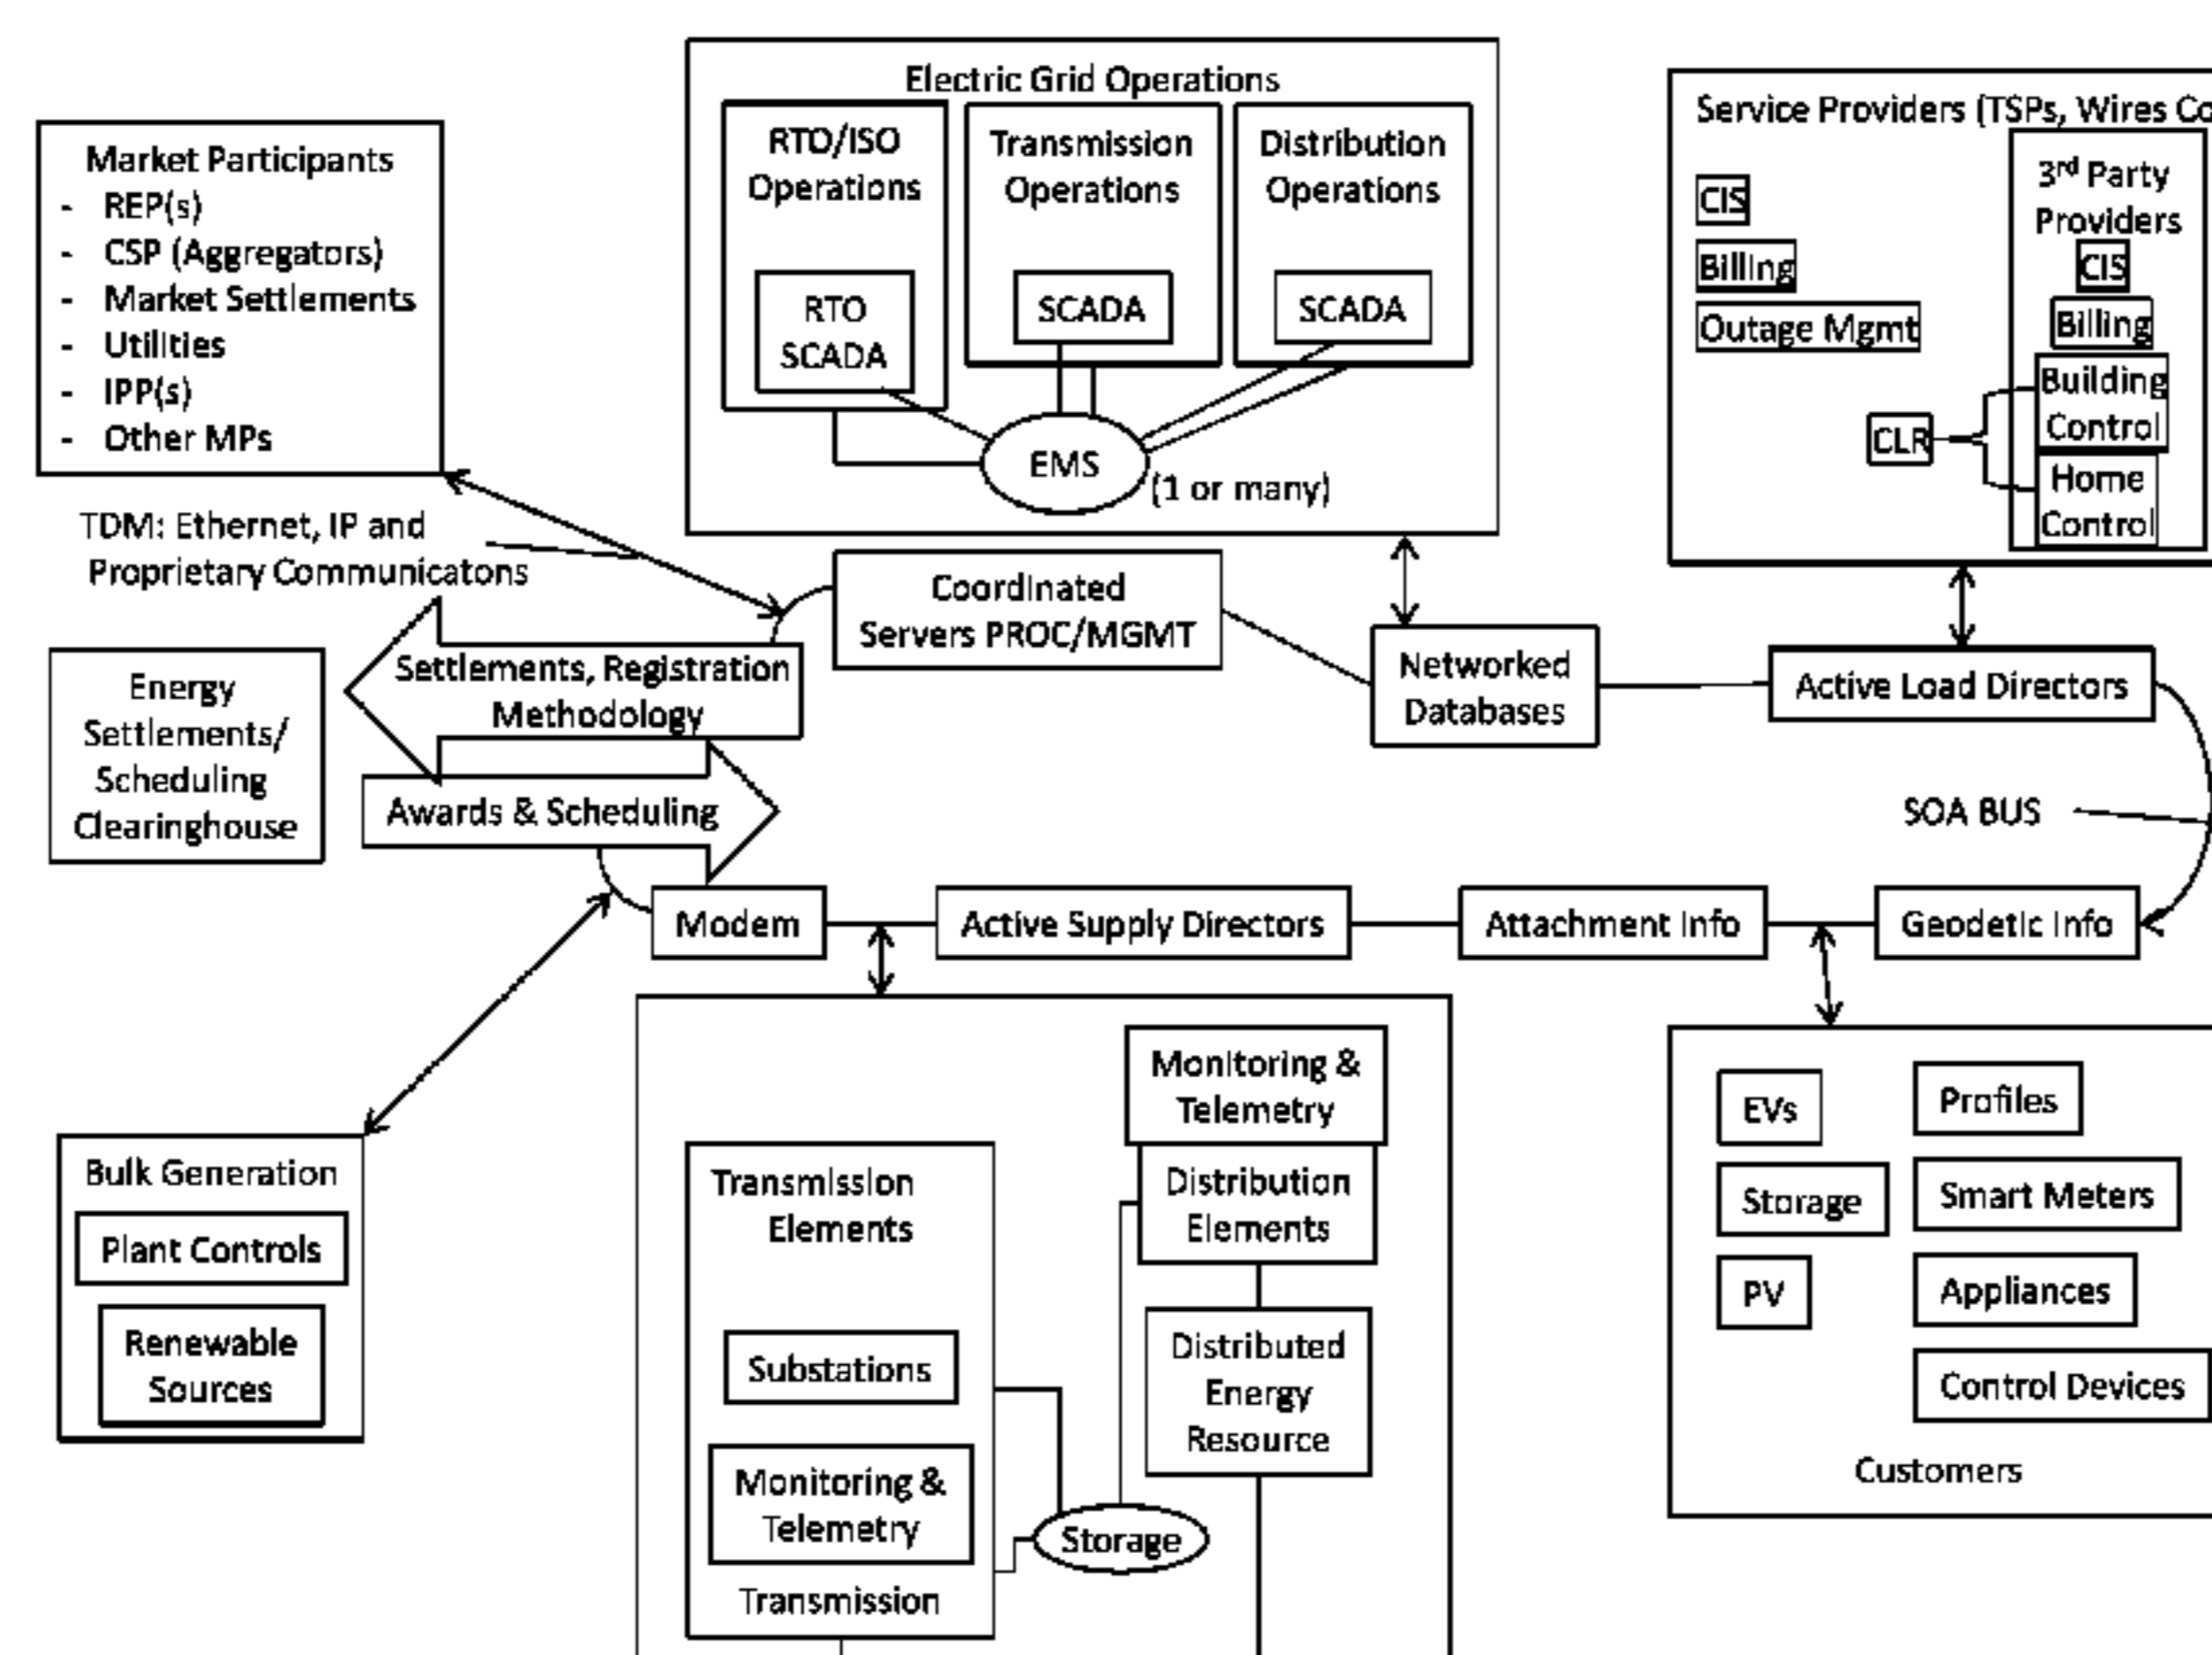 Electric Grid Operations
RTO/ISO
Operations
RTO
SCADA
Transmission
Operations
SCADA
Distribution
Operations
SCADA
EMS
(1 or many)
Market Participants
- REP(s)
- CSP (Aggregators)
- Market Settlements
- Utilities
- IPP(s)
- Other MPs
Service Providers (TSPs, Wires Co
CIS
Billing
Outage Mgmt
CLR
3rd Party
Providers
CIS
Billing
Building
Control
Home
Control
TDM: Ethernet, IP and
Proprietary Communicatons
Coordinated
Servers PROC/MGMT
Networked
Databases
Active Load Directors
Energy
Settlements/
Scheduling
Clearinghouse
Settlements, Registration
Methodology
Awards & Scheduling
SOA BUS
Modem
Active Supply Directors
Attachment Info
Geodetic Info
Bulk Generation
Plant Controls
Renewable
Sources
Transmission
Elements
Substations
Monitoring &
Telemetry
Transmission
Monitoring &
Telemetry
Distribution
Elements
Distributed
Energy
Resource
Storage
EVs
Storage
PV
Profiles
Smart Meters
Appliances
Control Devices
Customers